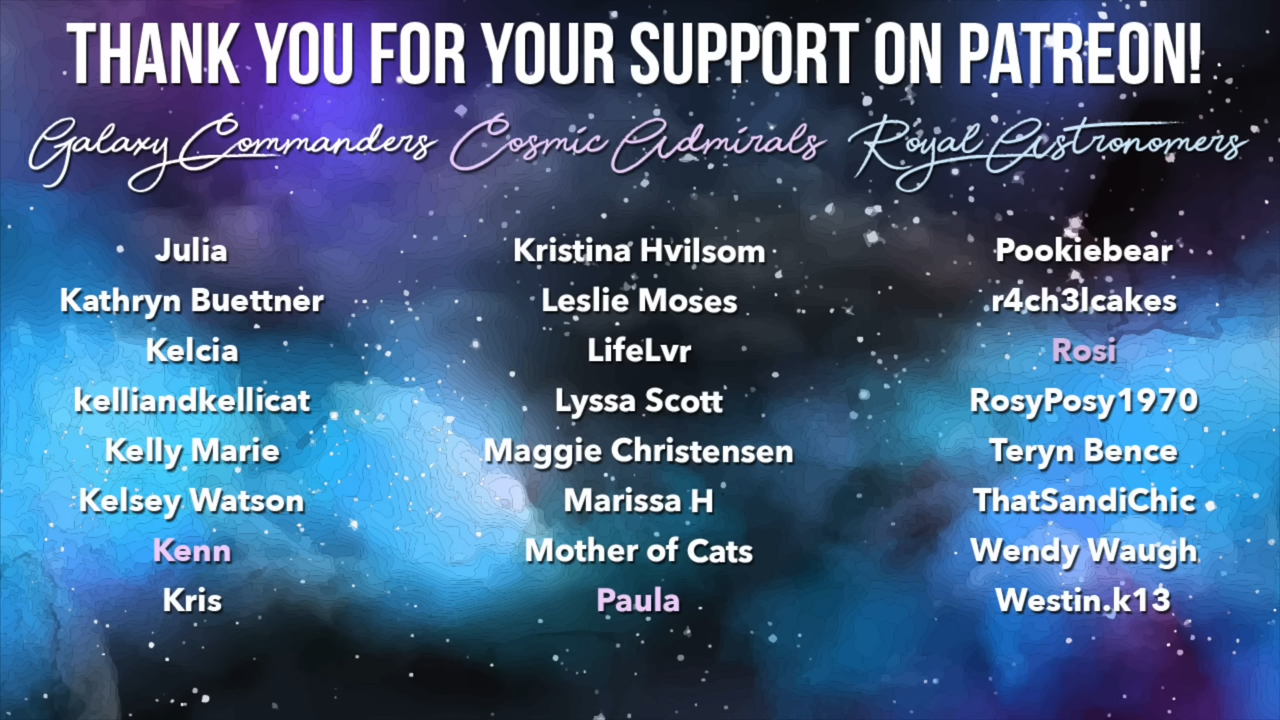 THANK YOU FOR YOUR SUPPORT ON PATREON!
Galaxy Commanders Cosmic Admirals Royal Astronomers
Julia Kristina Hvilsom Pookiebear
Kathryn Buettner Leslie Moses r4ch3lcakes
Kelcia LifeLvr Rosi
kelliandkellicat Lyssa Scott RosyPosy1970
Kelly Marie Maggie Christensen Teryn Bence
Kelsey Watson Marissa H ThatSandiChic
Kenn Mother of Cats Wendy Waugh
Kris Paula Westin.k13